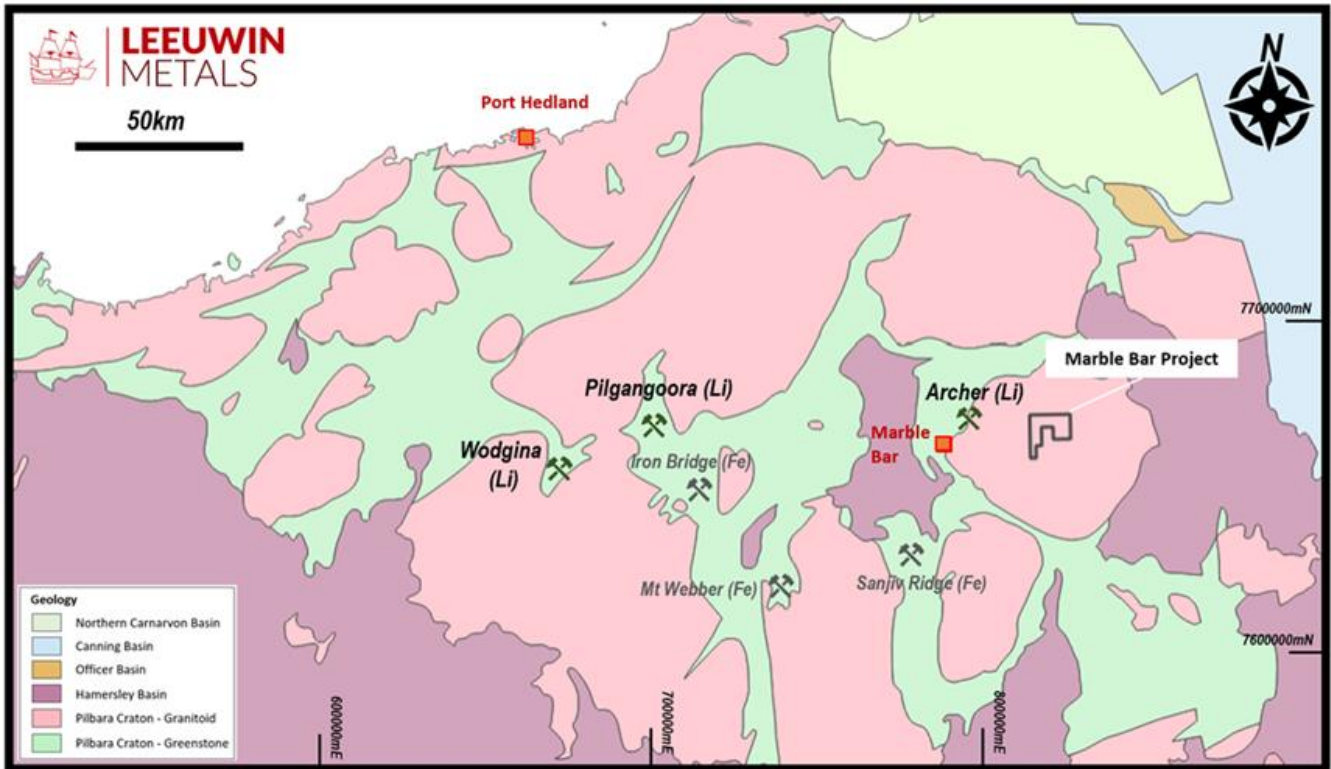 LEEUWIN
METALS
50km
N
Port Hedland
7700000mN
Marble Bar Project
Pilgangoora (Li)
Archer (Li)
Marble
Bar
Wodgina
(Li)
Iron Bridge (Fe)
Mt Webber (Fe)
Sanjiv Ridge (Fe)
7600000mN
Geology
Northern Carnarvon Basin
Canning Basin
Officer Basin
Hamersley Basin
Pilbara Craton - Granitoid
Pilbara Craton - Greenstone
600000mE
700000mE
800000mE